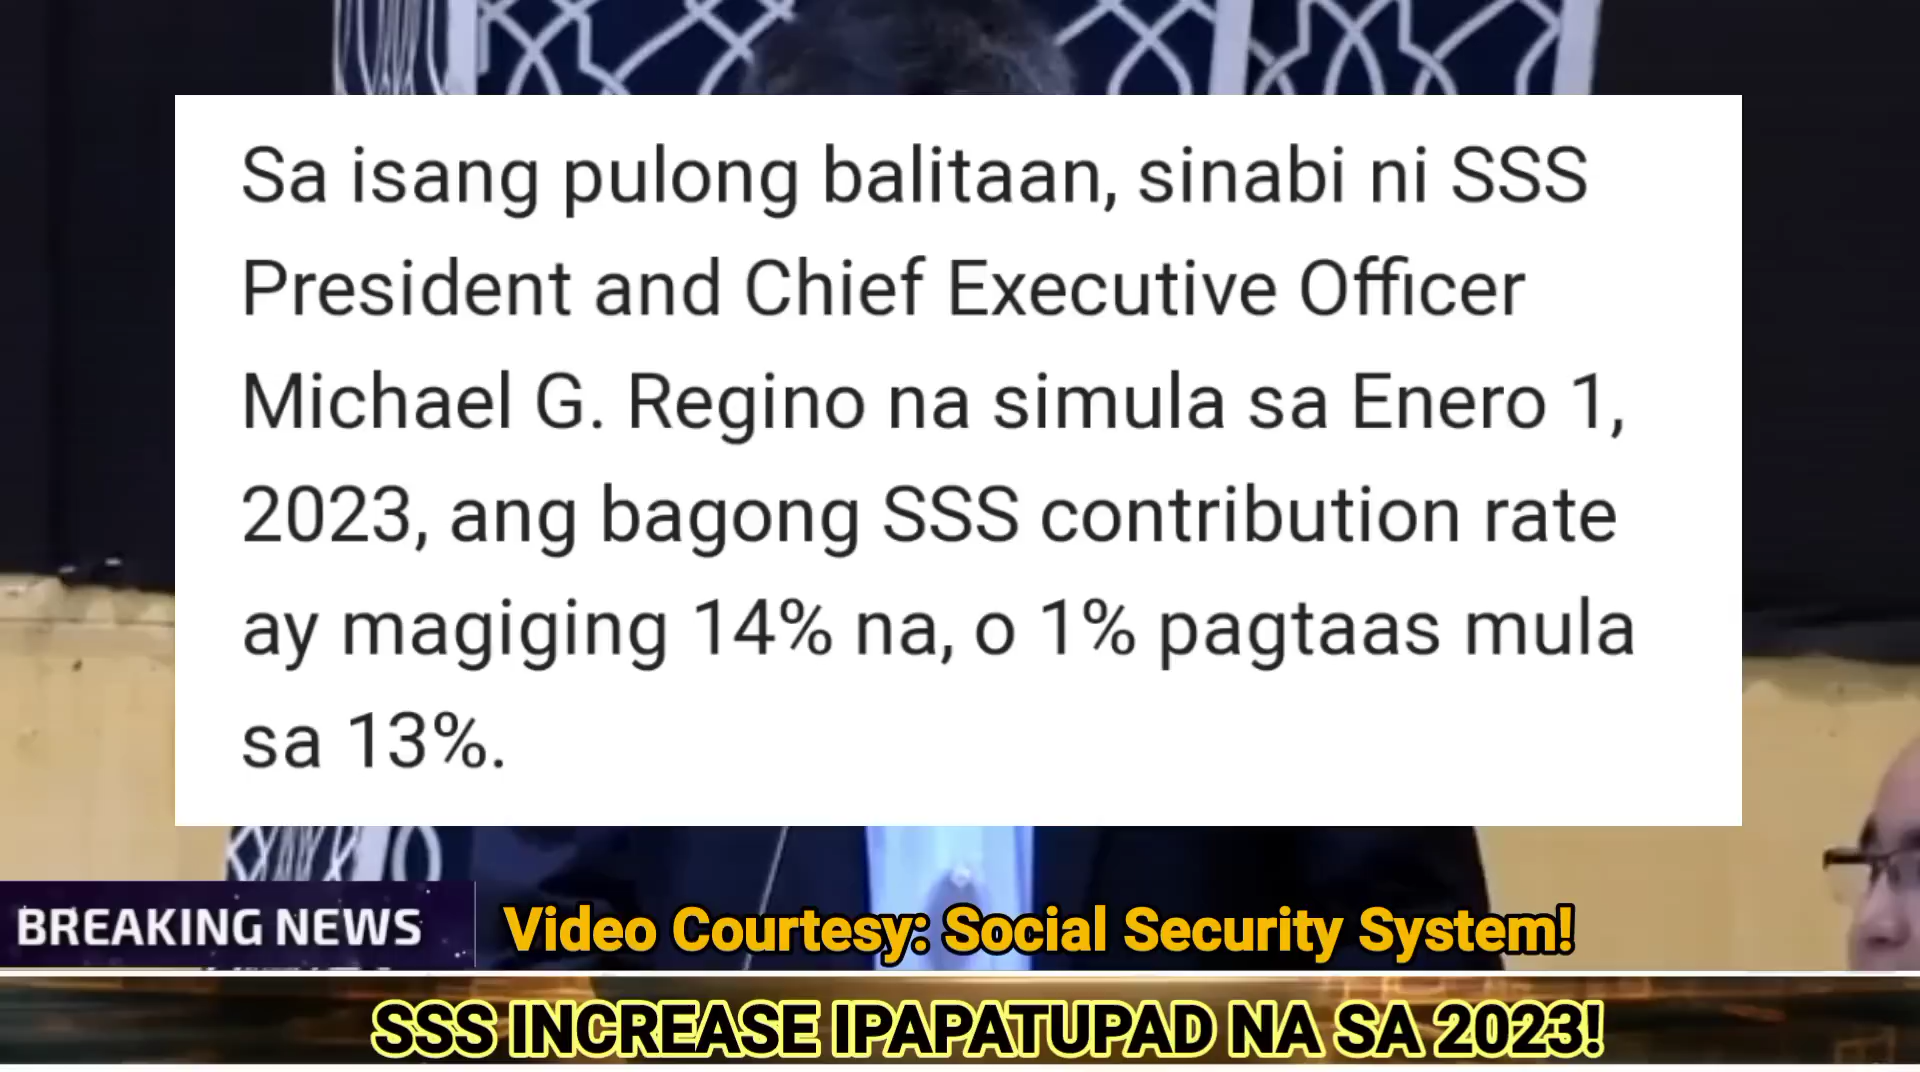 Sa isang pulong balitaan, sinabi ni SSS
President and Chief Executive Officer
Michael G. Regino na simula sa Enero 1,
2023, ang bagong SSS contribution rate
ay magiging 14% na, o 1% pagtaas mula
sa 13%.
BREAKING NEWS
Video Courtesy: Social Security System!
SSS INCREASE IPAPATUPAD NA SA 2023!